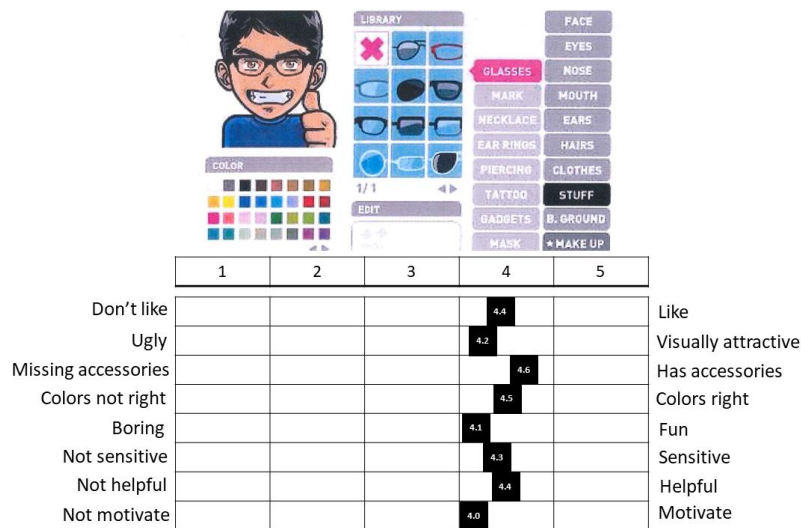 LIBRARY
FACE
EYES
GLASSES NOSE
MARK MOUTH
NECKLACE EARS
EAR RINGS HAIRS
COLOR
PIERCING CLOTHES
1/1
TATTOO STUFF
EDIT
GADGETS B. GROUND
MASK ★MAKE UP
1 2 3 4 5
Don't like 4.4 Like
Ugly 4.2 Visually attractive
Missing accessories 4.6 Has accessories
Colors not right 4.5 Colors right
Boring 4.1 Fun
Not sensitive 4.3 Sensitive
Not helpful 4.4 Helpful
Not motivate 4.0 Motivate